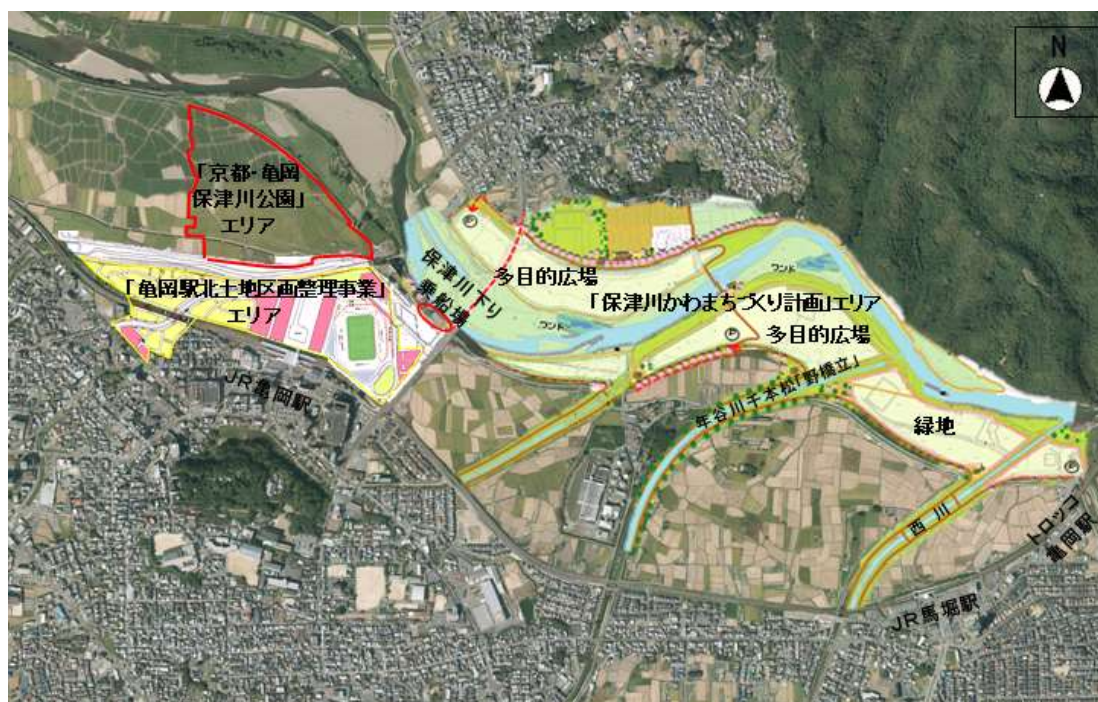 N
「京都・亀岡
保津川公園」
エリア
「亀岡駅北土地区画整理事業」
エリア
保津川下り
乗船場
多目的広場
「保津川かわまちづくり計画」エリア
多目的広場
ワンド
ワンド
P
P
P
年谷川千本松「野橋立」
緑地
西川
JR亀岡駅
トロッコ
亀岡駅
JR馬堀駅